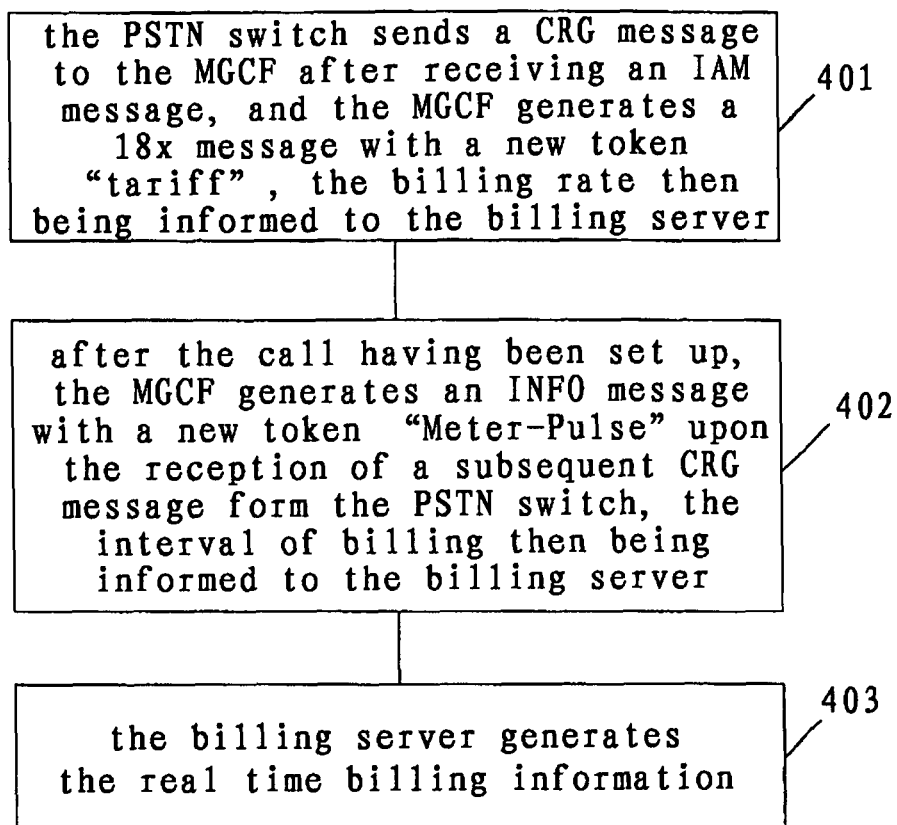 the PSTN switch sends a CRG message
to the MGCF after receiving an IAM
message, and the MGCF generates a
18x message with a new token
“tariff” , the billing rate then
being informed to the billing server
401
after the call having been set up,
the MGCF generates an INFO message
with a new token “Meter-Pulse” upon
the reception of a subsequent CRG
message form the PSTN switch, the
interval of billing then being
informed to the billing server
402
the billing server generates
the real time billing information
403